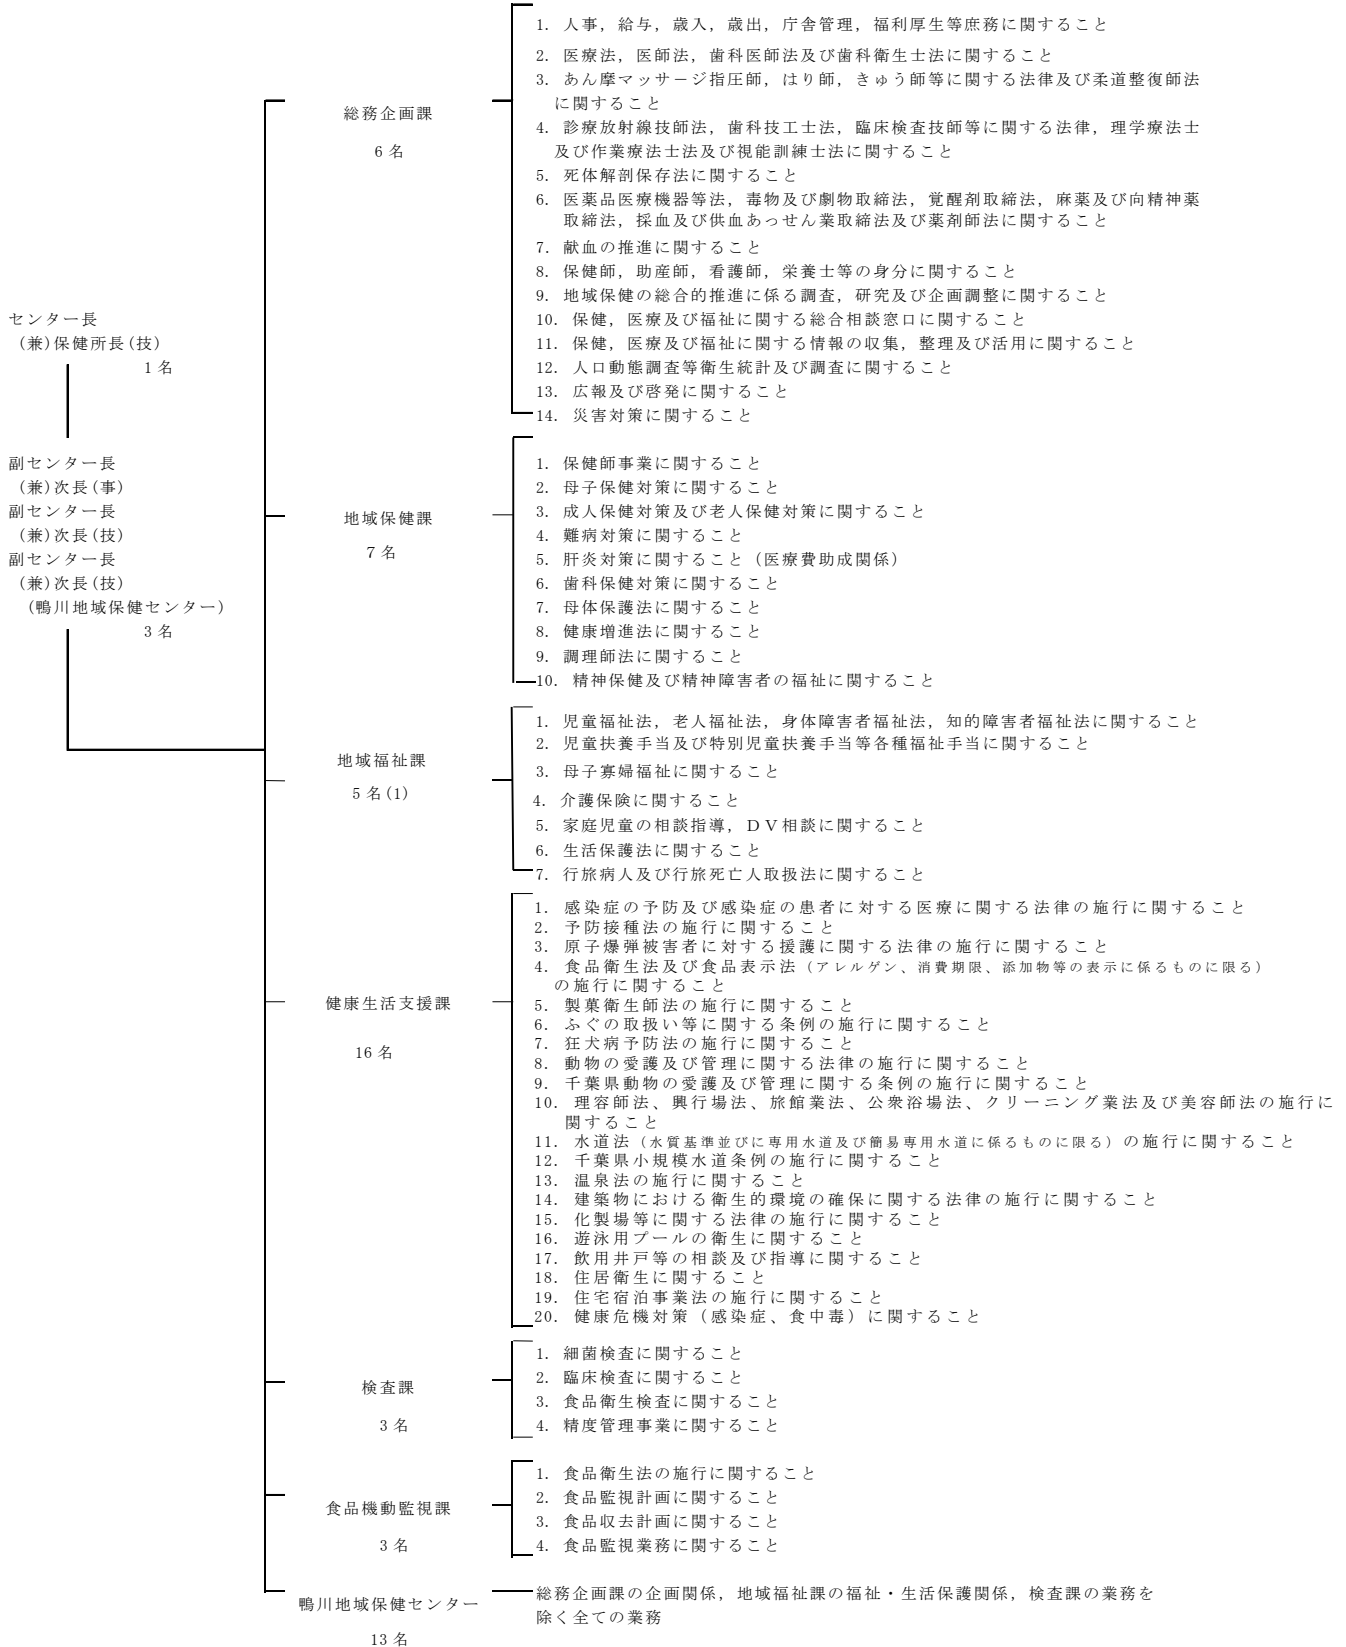 センター長
(兼)保健所長(技)
1名
副センター長
(兼)次長(事)
副センター長
(兼)次長(技)
副センター長
(兼)次長(技)
(鴨川地域保健センター)
3名
総務企画課
6名
1. 人事，給与，歳入，歳出，庁舎管理，福利厚生等庶務に関すること
2. 医療法，医師法，歯科医師法及び歯科衛生士法に関すること
3. あん摩マッサージ指圧師，はり師，きゅう師等に関する法律及び柔道整復師法
に関すること
4. 診療放射線技師法，歯科技工士法，臨床検査技師等に関する法律，理学療法士
及び作業療法士法及び視能訓練士法に関すること
5. 死体解剖保存法に関すること
6. 医薬品医療機器等法，毒物及び劇物取締法，覚醒剤取締法，麻薬及び向精神薬
取締法，採血及び供血あっせん業取締法及び薬剤師法に関すること
7. 献血の推進に関すること
8. 保健師，助産師，看護師，栄養士等の身分に関すること
9. 地域保健の総合的推進に係る調査，研究及び企画調整に関すること
10. 保健，医療及び福祉に関する総合相談窓口に関すること
11. 保健，医療及び福祉に関する情報の収集，整理及び活用に関すること
12. 人口動態調査等衛生統計及び調査に関すること
13. 広報及び啓発に関すること
14. 災害対策に関すること
地域保健課
7名
1. 保健師事業に関すること
2. 母子保健対策に関すること
3. 成人保健対策及び老人保健対策に関すること
4. 難病対策に関すること
5. 肝炎対策に関すること（医療費助成関係）
6. 歯科保健対策に関すること
7. 母体保護法に関すること
8. 健康増進法に関すること
9. 調理師法に関すること
10. 精神保健及び精神障害者の福祉に関すること
地域福祉課
5名(1)
1. 児童福祉法，老人福祉法，身体障害者福祉法，知的障害者福祉法に関すること
2. 児童扶養手当及び特別児童扶養手当等各種福祉手当に関すること
3. 母子寡婦福祉に関すること
4. 介護保険に関すること
5. 家庭児童の相談指導，ＤＶ相談に関すること
6. 生活保護法に関すること
7. 行旅病人及び行旅死亡人取扱法に関すること
健康生活支援課
16名
1. 感染症の予防及び感染症の患者に対する医療に関する法律の施行に関すること
2. 予防接種法の施行に関すること
3. 原子爆弾被害者に対する援護に関する法律の施行に関すること
4. 食品衛生法及び食品表示法（アレルゲン、消費期限、添加物等の表示に係るものに限る）
の施行に関すること
5. 製菓衛生師法の施行に関すること
6. ふぐの取扱い等に関する条例の施行に関すること
7. 狂犬病予防法の施行に関すること
8. 動物の愛護及び管理に関する法律の施行に関すること
9. 千葉県動物の愛護及び管理に関する条例の施行に関すること
10. 理容師法、興行場法、旅館業法、公衆浴場法、クリーニング業法及び美容師法の施行に
関すること
11. 水道法（水質基準並びに専用水道及び簡易専用水道に係るものに限る）の施行に関すること
12. 千葉県小規模水道条例の施行に関すること
13. 温泉法の施行に関すること
14. 建築物における衛生的環境の確保に関する法律の施行に関すること
15. 化製場等に関する法律の施行に関すること
16. 遊泳用プールの衛生に関すること
17. 飲用井戸等の相談及び指導に関すること
18. 住居衛生に関すること
19. 住宅宿泊事業法の施行に関すること
20. 健康危機対策（感染症、食中毒）に関すること
検査課
3名
1. 細菌検査に関すること
2. 臨床検査に関すること
3. 食品衛生検査に関すること
4. 精度管理事業に関すること
食品機動監視課
3名
1. 食品衛生法の施行に関すること
2. 食品監視計画に関すること
3. 食品収去計画に関すること
4. 食品監視業務に関すること
鴨川地域保健センター
13名
総務企画課の企画関係，地域福祉課の福祉・生活保護関係，検査課の業務を
除く全ての業務